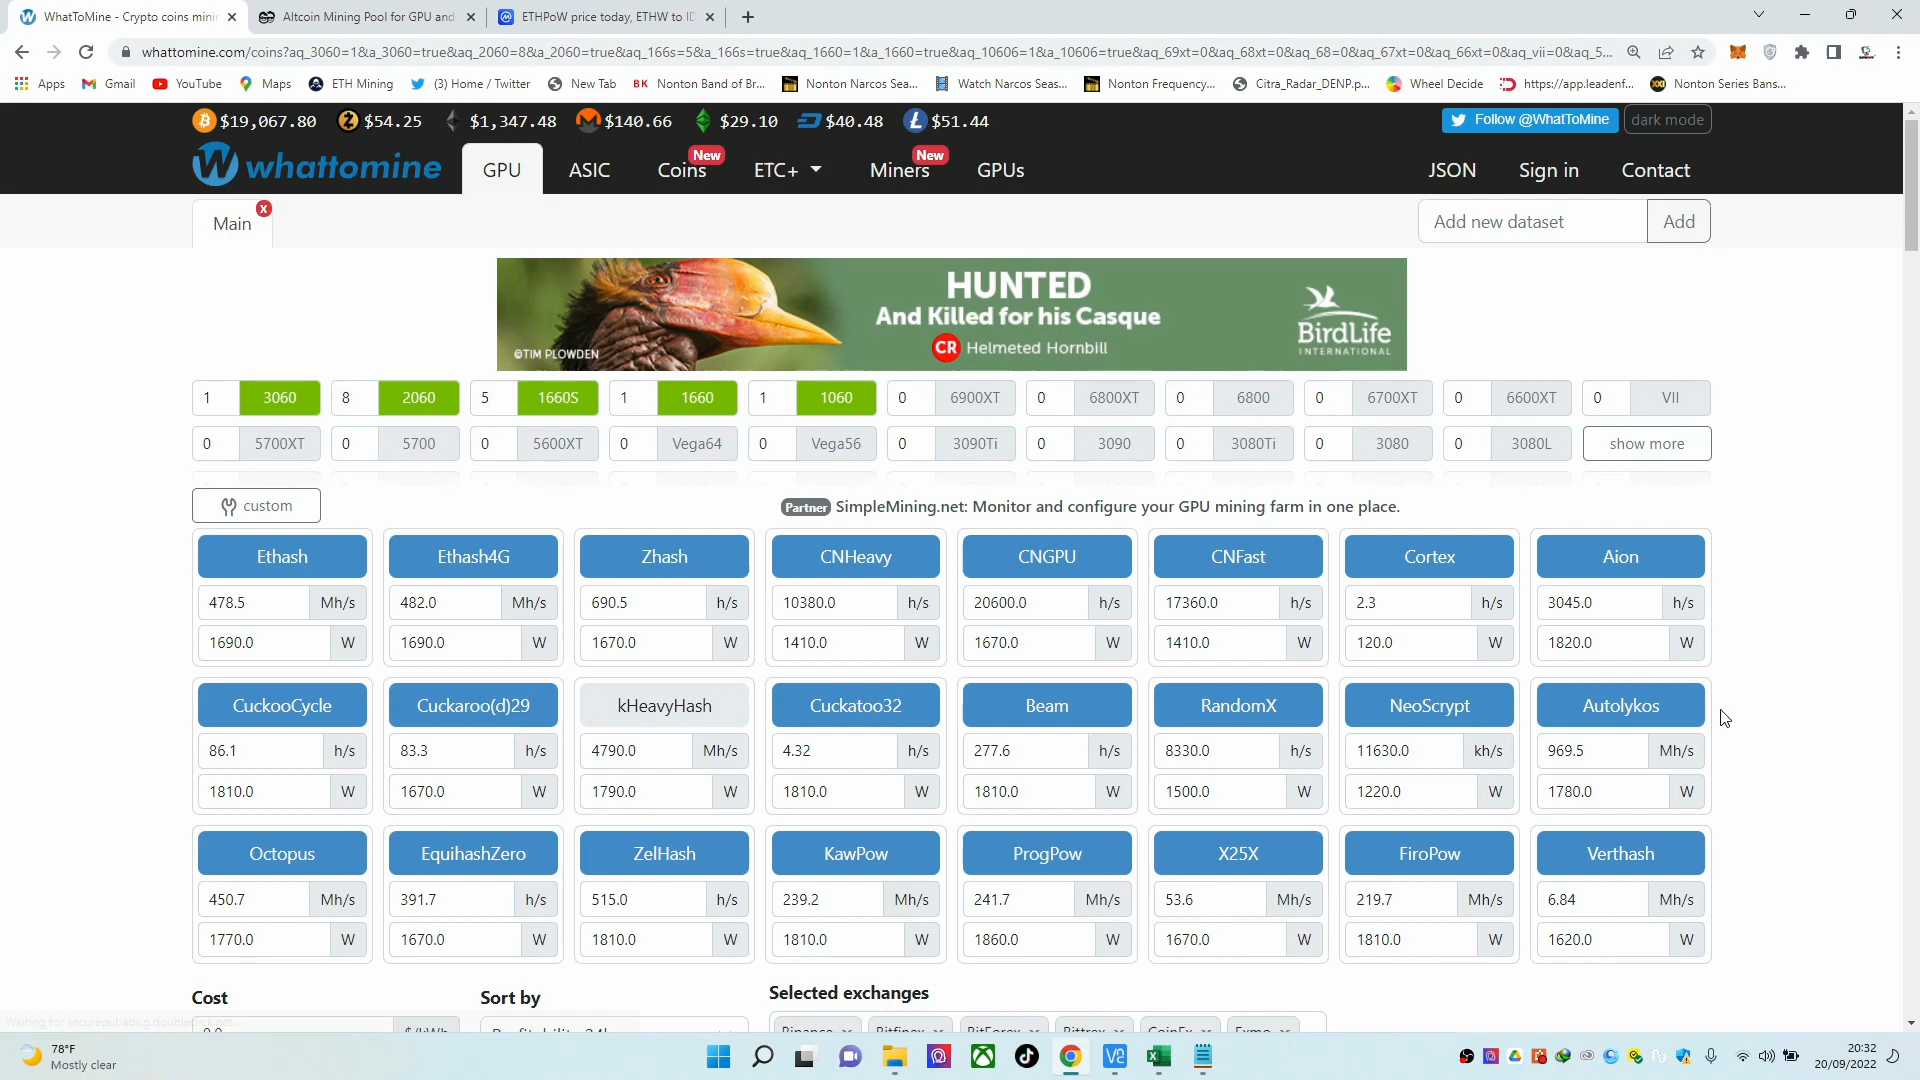 WhatToMine - Crypto coins minin
Altcoin Mining Pool for GPU and
ETHPoW price today, ETHW to ID
whattomine.com/coins?aq_3060=1&a_3060=true&aq_2060=8&a_2060=true&aq_166s=5&a_166s=true&aq_1660=1&a_1660=true&aq_10606=1&a_10606=true&aq_69xt=0&aq_68xt=0&aq_68=0&aq_67xt=0&aq_66xt=0&aq_vii=0&aq_5...
Apps Gmail YouTube Maps ETH Mining (3) Home / Twitter New Tab BK Nonton Band of Br... Nonton Narcos Sea... Watch Narcos Seas... Nonton Frequency... Citra_Radar_DENP.p... Wheel Decide https://app.leadenf... Nonton Series Bans...
$19,067.80 $54.25 $1,347.48 $140.66 $29.10 $40.48 $51.44 Follow @WhatToMine dark mode
New New
whattomine GPU ASIC Coins ETC+ Miners GPUs JSON Sign in Contact
Main x Add new dataset Add
HUNTED
And Killed for his Casque
CR Helmeted Hornbill
©TIM PLOWDEN
BirdLife
INTERNATIONAL
1 3060 8 2060 5 1660S 1 1660 1 1060 0 6900XT 0 6800XT 0 6800 0 6700XT 0 6600XT 0 VII
0 5700XT 0 5700 0 5600XT 0 Vega64 0 Vega56 0 3090Ti 0 3090 0 3080Ti 0 3080 0 3080L show more
custom Partner SimpleMining.net: Monitor and configure your GPU mining farm in one place.
Ethash Ethash4G Zhash CNHeavy CNGPU CNFast Cortex Aion
478.5 Mh/s 482.0 Mh/s 690.5 h/s 10380.0 h/s 20600.0 h/s 17360.0 h/s 2.3 h/s 3045.0 h/s
1690.0 W 1690.0 W 1670.0 W 1410.0 W 1670.0 W 1410.0 W 120.0 W 1820.0 W
CuckooCycle Cuckaroo(d)29 kHeavyHash Cuckatoo32 Beam RandomX NeoScrypt Autolykos
86.1 h/s 83.3 h/s 4790.0 Mh/s 4.32 h/s 277.6 h/s 8330.0 h/s 11630.0 kh/s 969.5 Mh/s
1810.0 W 1670.0 W 1790.0 W 1810.0 W 1810.0 W 1500.0 W 1220.0 W 1780.0 W
Octopus EquihashZero ZelHash KawPow ProgPow X25X FiroPow Verthash
450.7 Mh/s 391.7 h/s 515.0 h/s 239.2 Mh/s 241.7 Mh/s 53.6 Mh/s 219.7 Mh/s 6.84 Mh/s
1770.0 W 1670.0 W 1810.0 W 1810.0 W 1860.0 W 1670.0 W 1810.0 W 1620.0 W
Cost Sort by Selected exchanges
Waiting for securepubads.g.doubleclick.net...
Binance Bitfinex BitForex Bittrex CoinEx Exmo
78°F
Mostly clear
20:32
20/09/2022